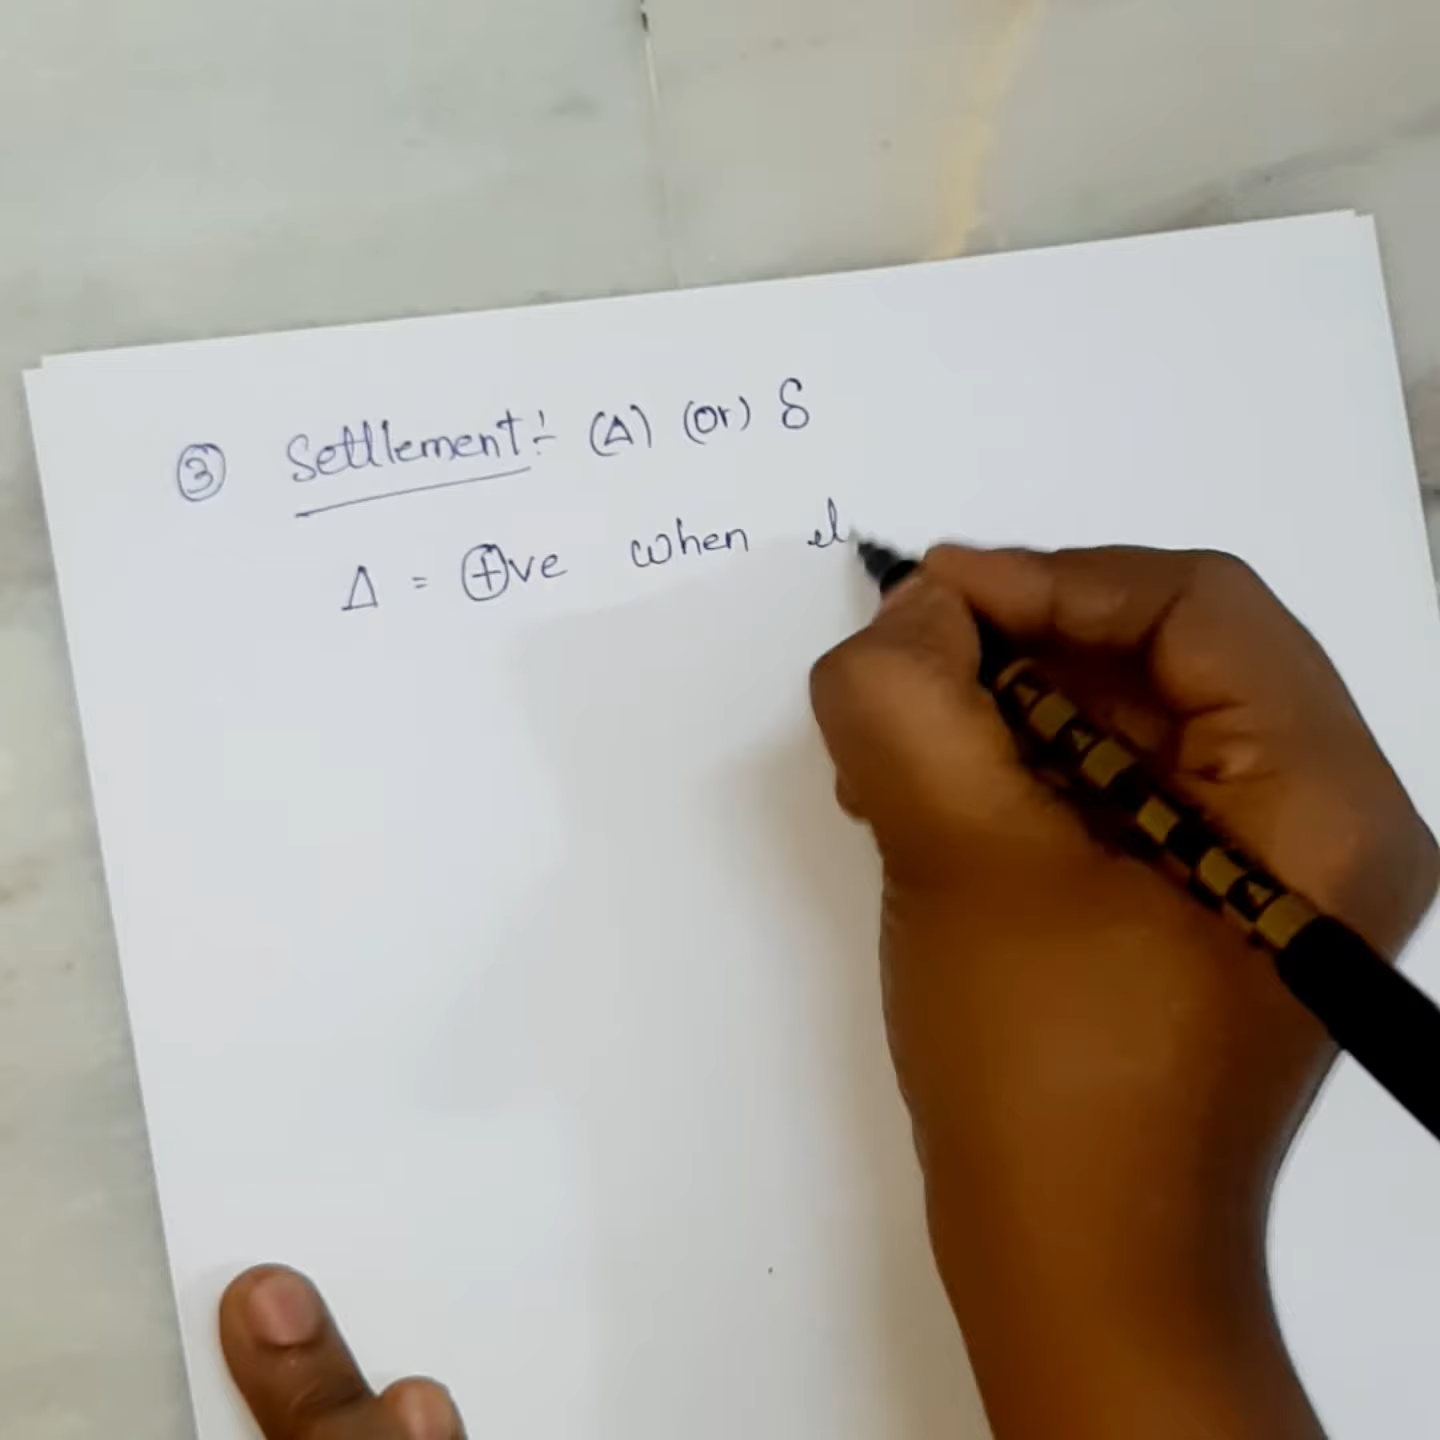 ③ Settlement :- (Δ) (or) δ
Δ = ⊕ve when